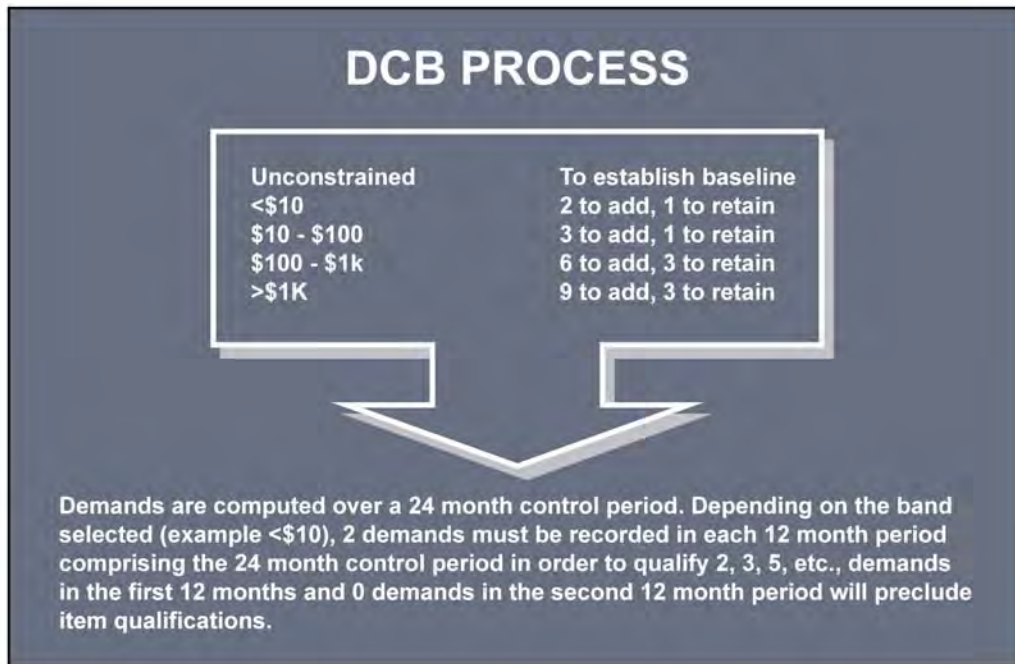 DCB PROCESS
Unconstrained To establish baseline
<$10 2 to add, 1 to retain
$10 - $100 3 to add, 1 to retain
$100 - $1k 6 to add, 3 to retain
>$1K 9 to add, 3 to retain
Demands are computed over a 24 month control period. Depending on the band
selected (example <$10), 2 demands must be recorded in each 12 month period
comprising the 24 month control period in order to qualify 2, 3, 5, etc., demands
in the first 12 months and 0 demands in the second 12 month period will preclude
item qualifications.